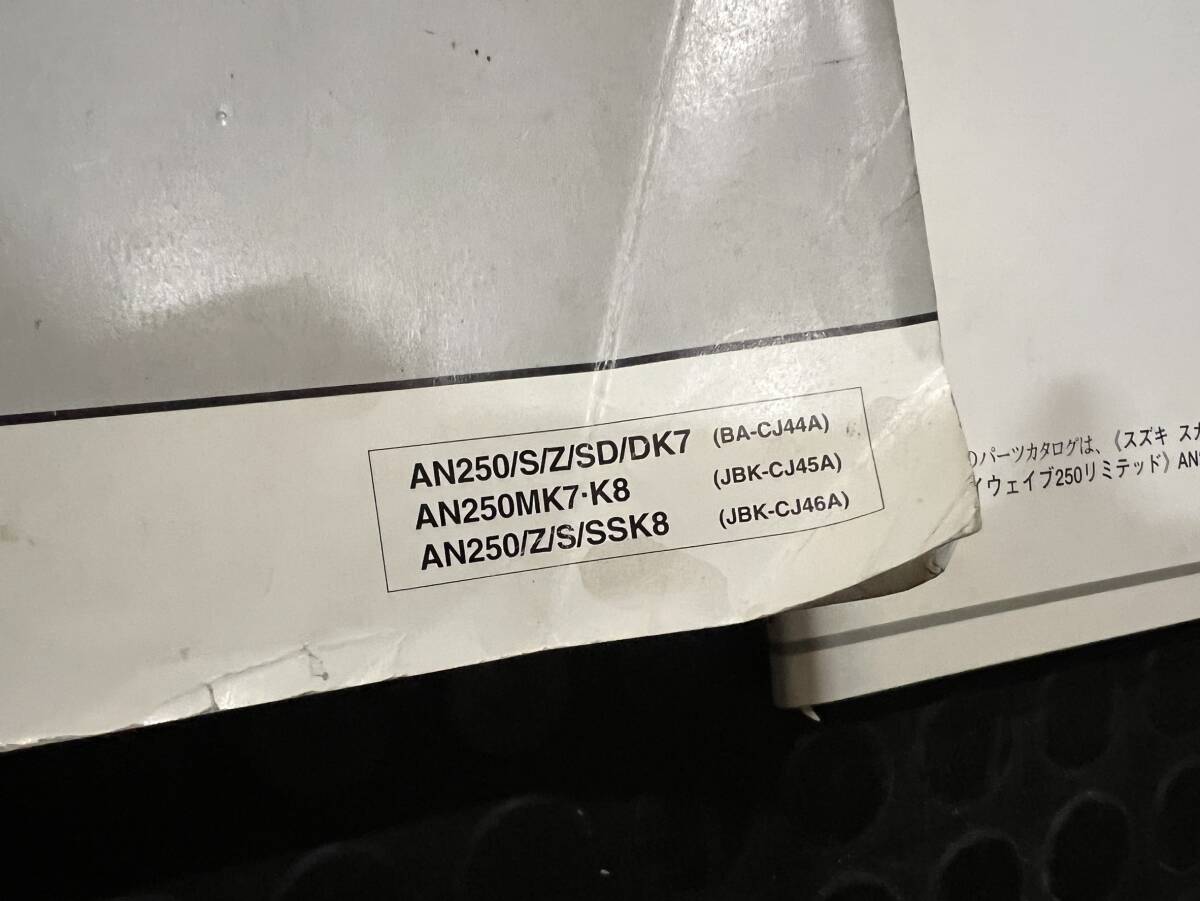 AN250/S/Z/SD/DK7 (BA-CJ44A)
AN250MK7·K8 (JBK-CJ45A)
AN250/Z/S/SSK8 (JBK-CJ46A)
のパーツカタログは、《スズキ スカ
イウェイブ250リミテッド》AN